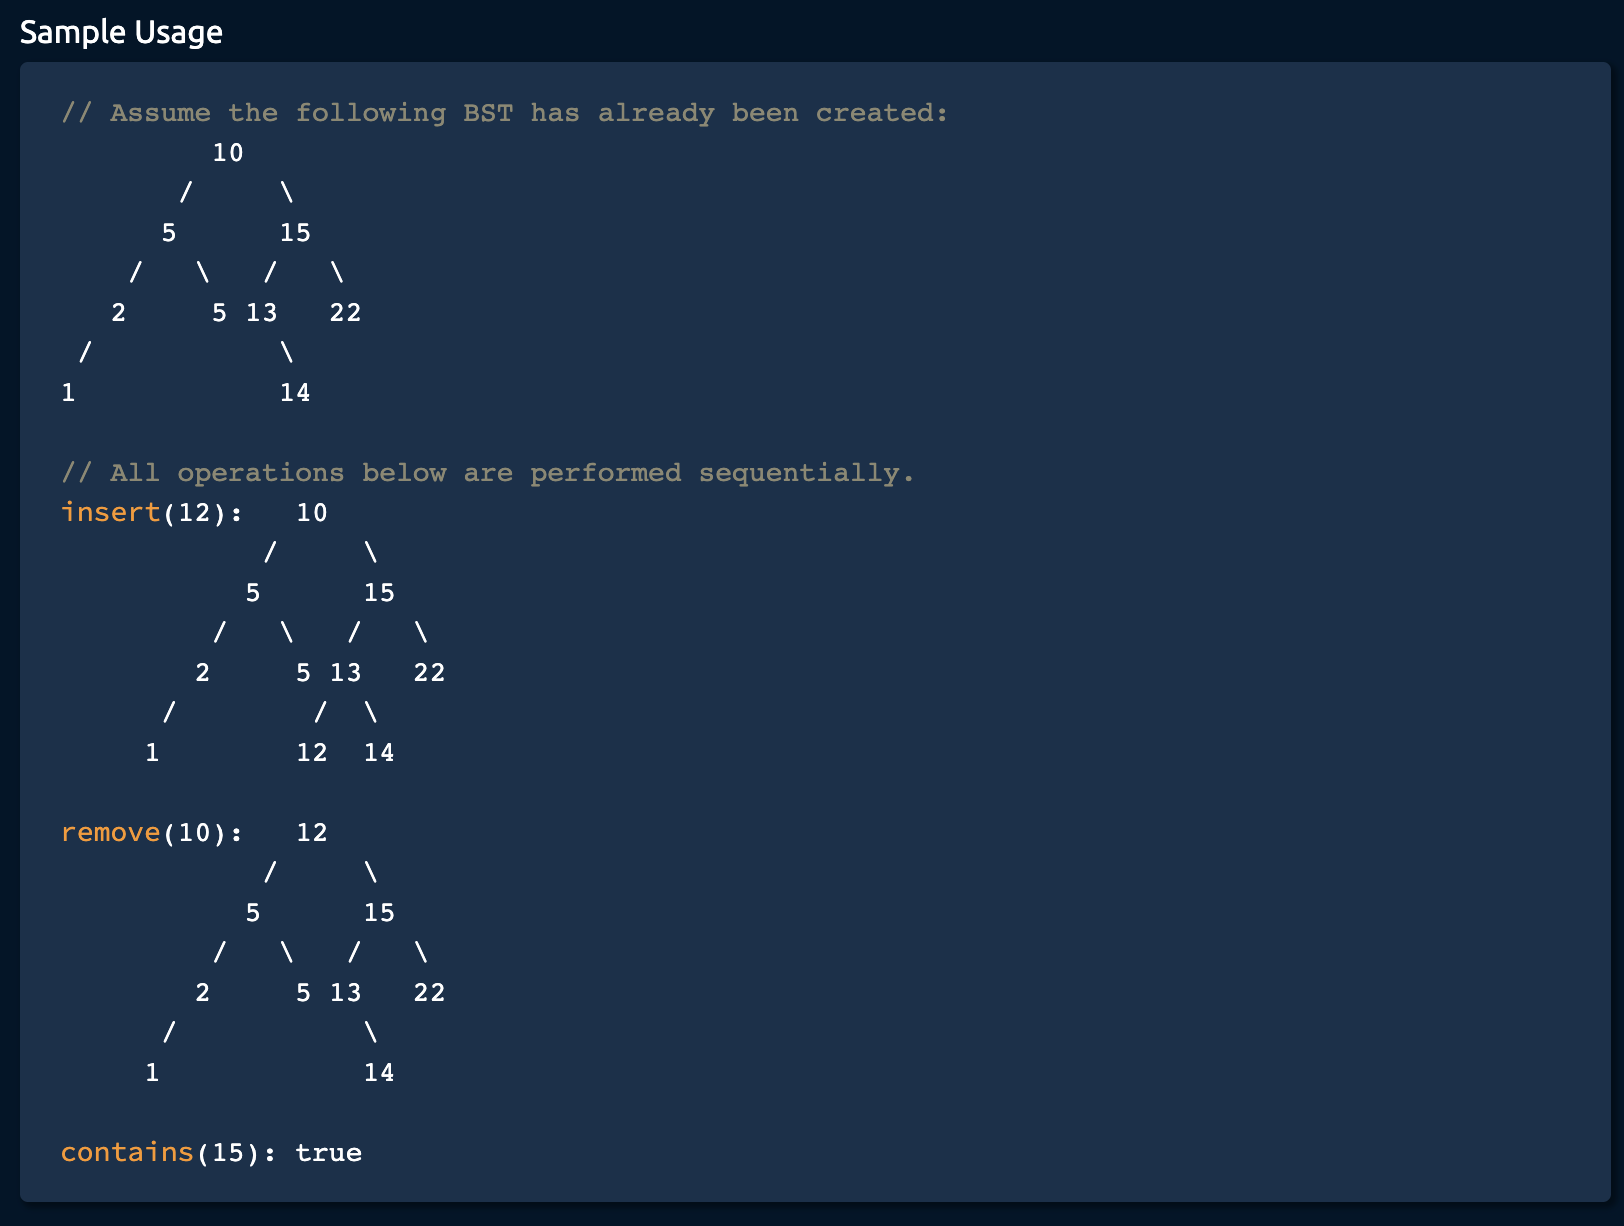 Sample Usage
// Assume the following BST has already been created:
         10
       /     \
      5      15
    /   \   /   \
   2     5 13   22
 /           \
1            14
// All operations below are performed sequentially.
insert(12):   10
            /     \
           5      15
         /   \   /   \
        2     5 13   22
      /        /  \
     1        12  14
remove(10):   12
            /     \
           5      15
         /   \   /   \
        2     5 13   22
      /           \
     1            14
contains(15): true